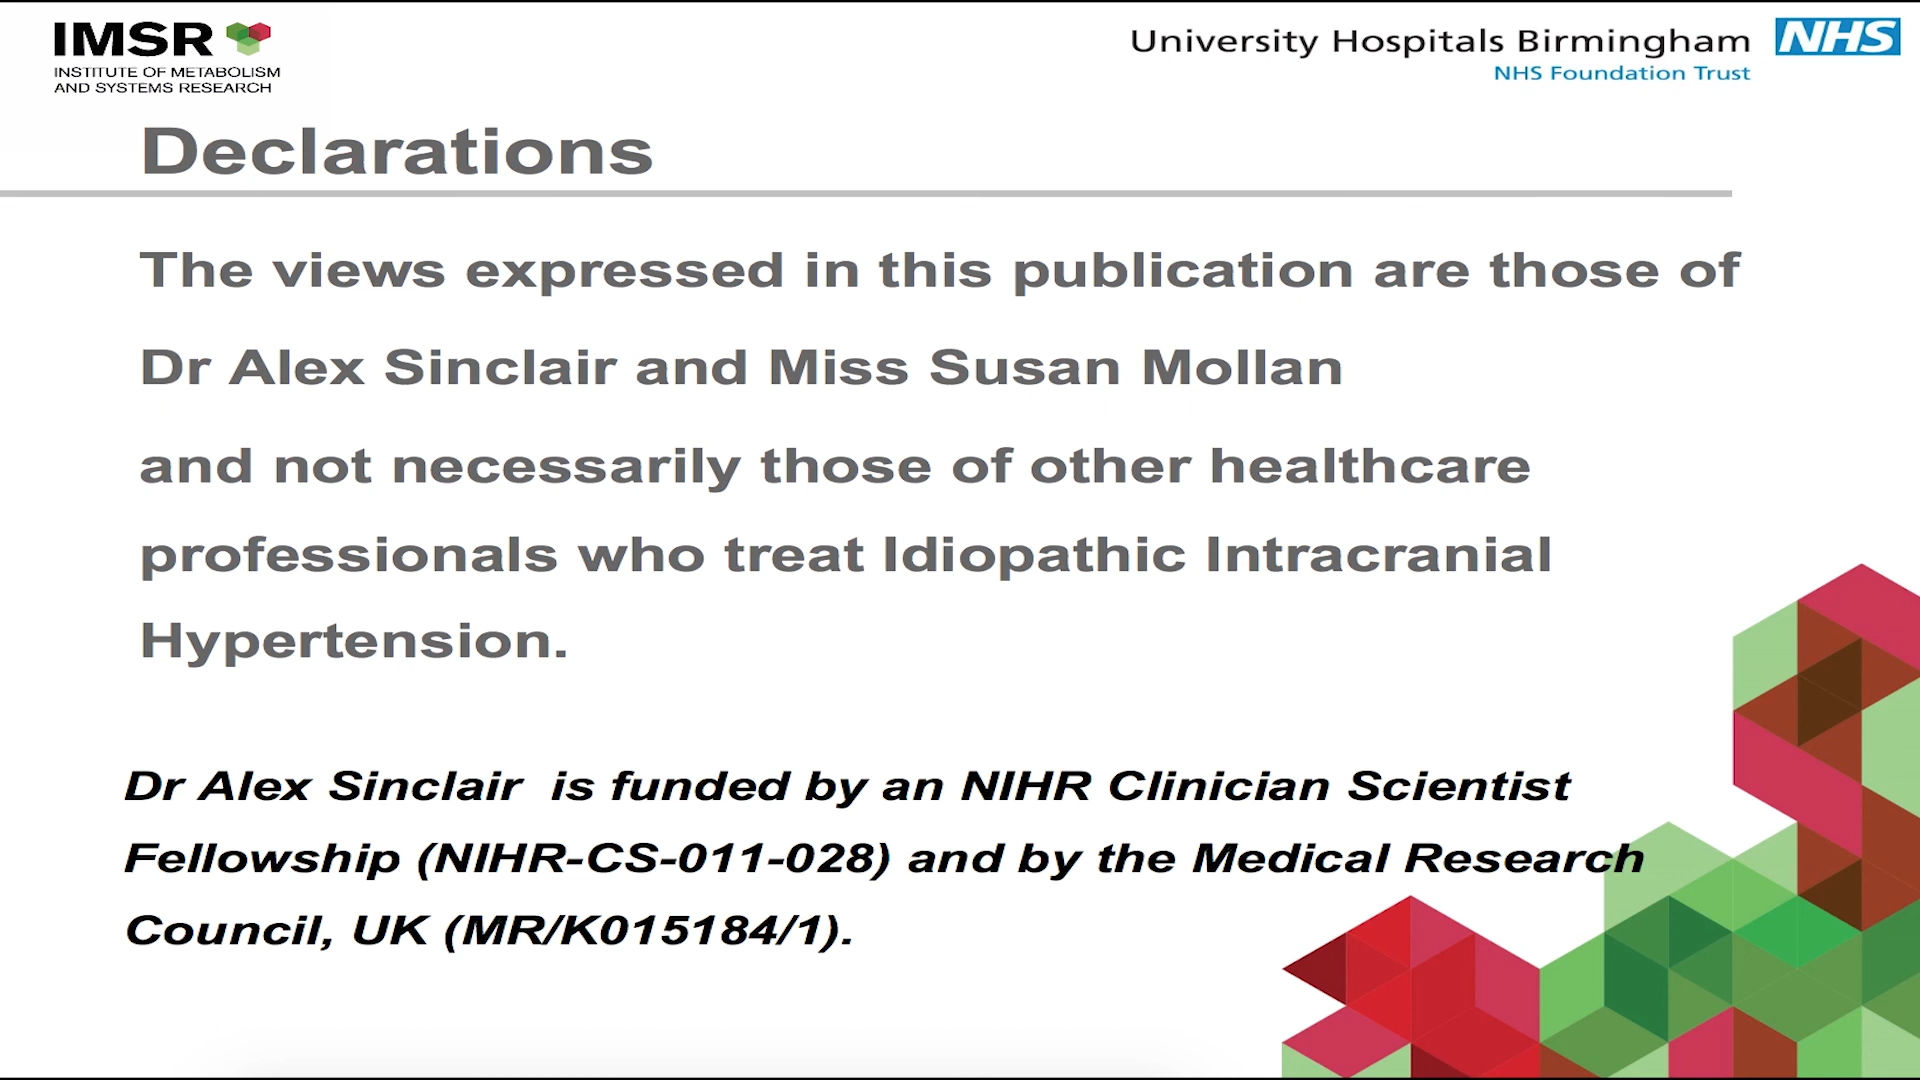 IMSR
INSTITUTE OF METABOLISM
AND SYSTEMS RESEARCH
University Hospitals Birmingham NHS
NHS Foundation Trust
Declarations
The views expressed in this publication are those of
Dr Alex Sinclair and Miss Susan Mollan
and not necessarily those of other healthcare
professionals who treat Idiopathic Intracranial
Hypertension.
Dr Alex Sinclair is funded by an NIHR Clinician Scientist
Fellowship (NIHR-CS-011-028) and by the Medical Research
Council, UK (MR/K015184/1).